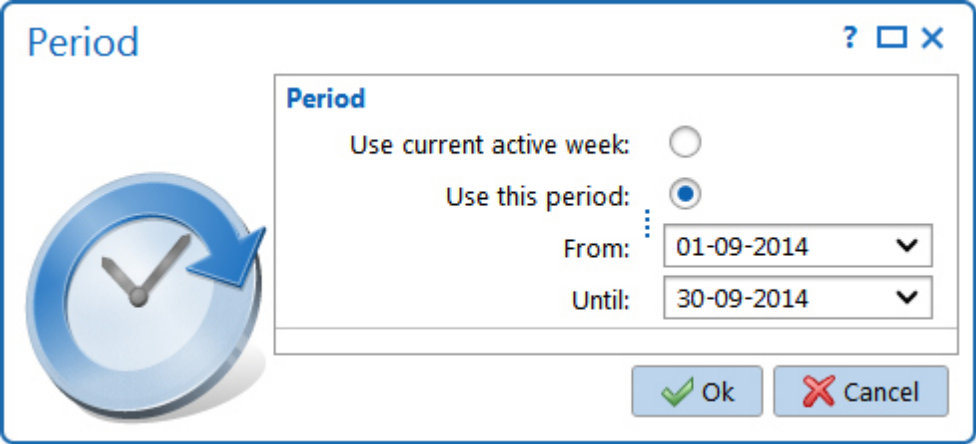 Period
?
Period
Use current active week:
Use this period:
From: 01-09-2014
Until: 30-09-2014
Ok Cancel